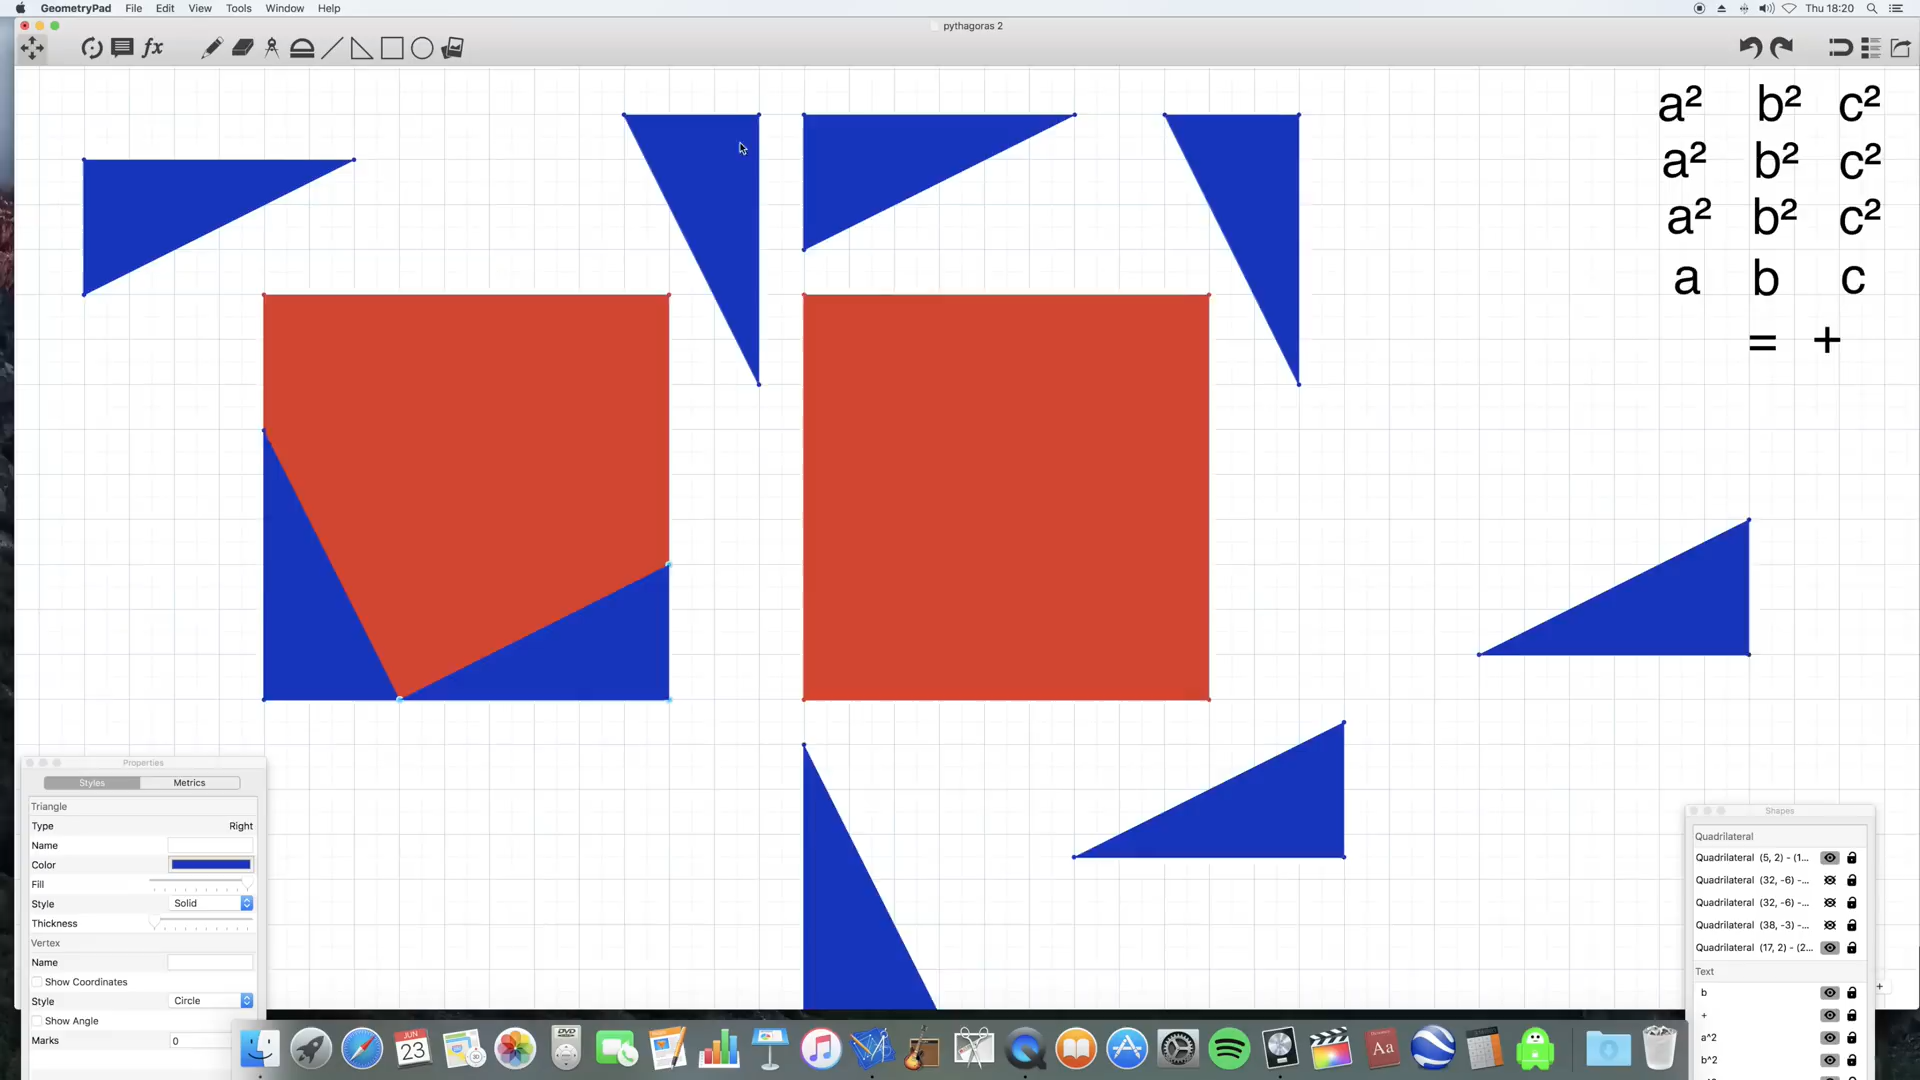 GeometryPad File Edit View Tools Window Help Thu 18:20
pythagoras 2
fx
a² b² c²
a² b² c²
a² b² c²
a b c
= +
Properties
Styles Metrics
Triangle
Type Right
Name
Color
Fill
Style Solid
Thickness
Vertex
Name
Show Coordinates
Style Circle
Show Angle
Marks 0
Shapes
Quadrilateral
Quadrilateral (5, 2) - (1...
Quadrilateral (32, -6) -...
Quadrilateral (32, -6) -...
Quadrilateral (38, -3) -...
Quadrilateral (17, 2) - (2...
Text
b
+
a^2
b^2
JUN
23
DVD
Aa